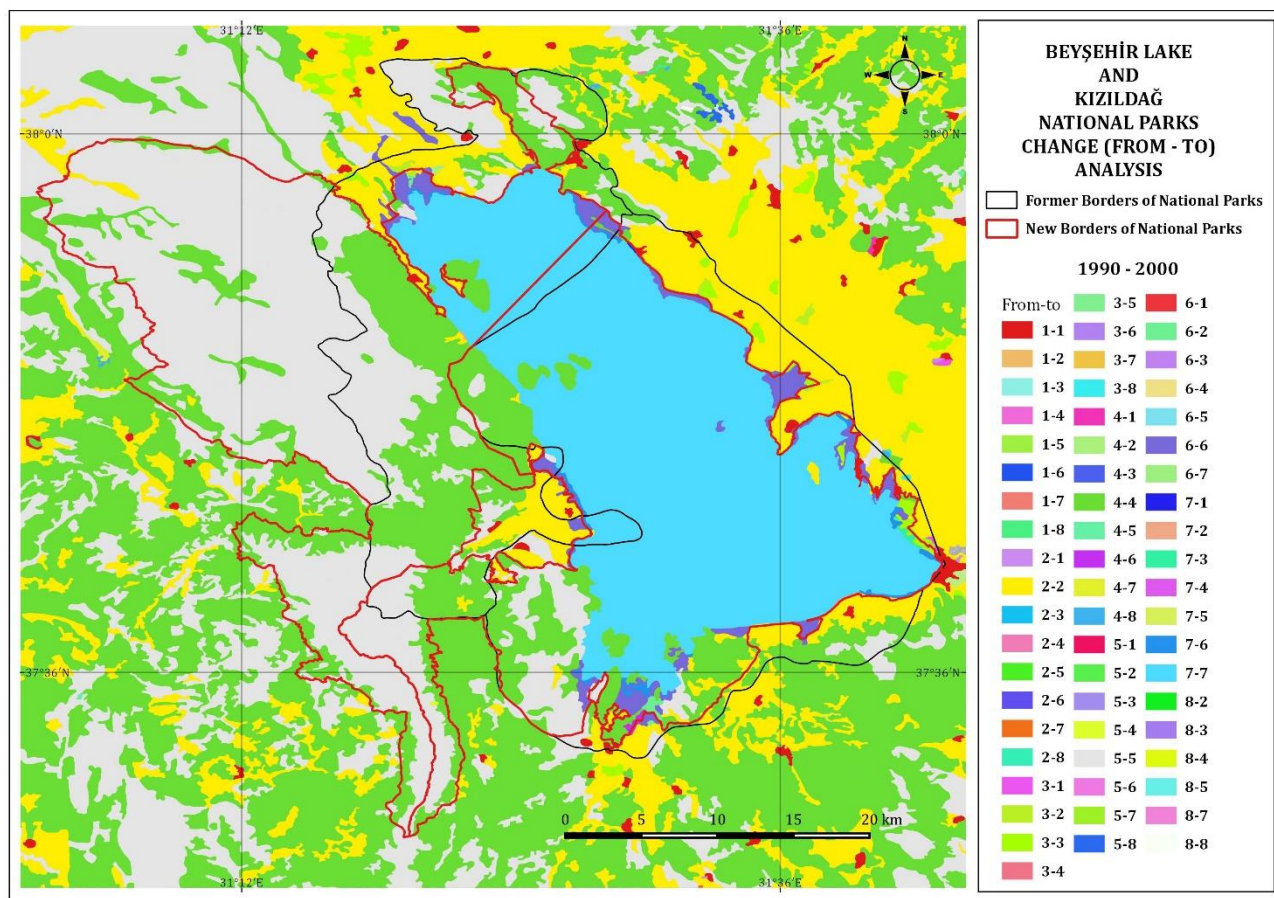 31°12'E
31°36'E
N
W
E
S
38°0'N
38°0'N
37°36'N
37°36'N
0 5 10 15 20 km
31°12'E
31°36'E
BEYŞEHİR LAKE
AND
KIZILDAĞ
NATIONAL PARKS
CHANGE (FROM - TO)
ANALYSIS
Former Borders of National Parks
New Borders of National Parks
1990 - 2000
From-to
1-1
1-2
1-3
1-4
1-5
1-6
1-7
1-8
2-1
2-2
2-3
2-4
2-5
2-6
2-7
2-8
3-1
3-2
3-3
3-4
3-5
3-6
3-7
3-8
4-1
4-2
4-3
4-4
4-5
4-6
4-7
4-8
5-1
5-2
5-3
5-4
5-5
5-6
5-7
5-8
6-1
6-2
6-3
6-4
6-5
6-6
6-7
7-1
7-2
7-3
7-4
7-5
7-6
7-7
8-2
8-3
8-4
8-5
8-7
8-8